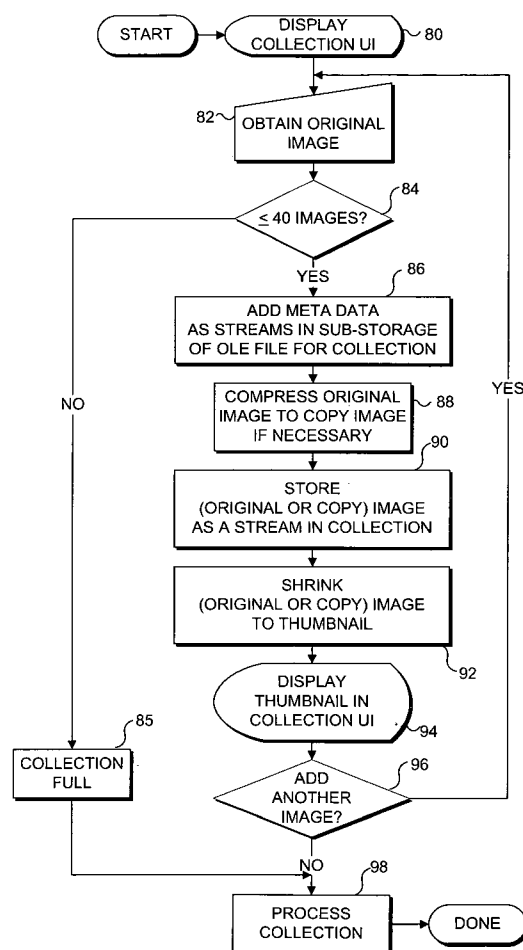 START
DISPLAY
COLLECTION UI
80
82
OBTAIN ORIGINAL
IMAGE
84
≤ 40 IMAGES?
YES
86
ADD META DATA
AS STREAMS IN SUB-STORAGE
OF OLE FILE FOR COLLECTION
YES
NO
COMPRESS ORIGINAL
IMAGE TO COPY IMAGE
IF NECESSARY
88
90
STORE
(ORIGINAL OR COPY) IMAGE
AS A STREAM IN COLLECTION
SHRINK
(ORIGINAL OR COPY) IMAGE
TO THUMBNAIL
92
DISPLAY
THUMBNAIL IN
COLLECTION UI
94
85
COLLECTION
FULL
96
ADD
ANOTHER
IMAGE?
NO
98
PROCESS
COLLECTION
DONE